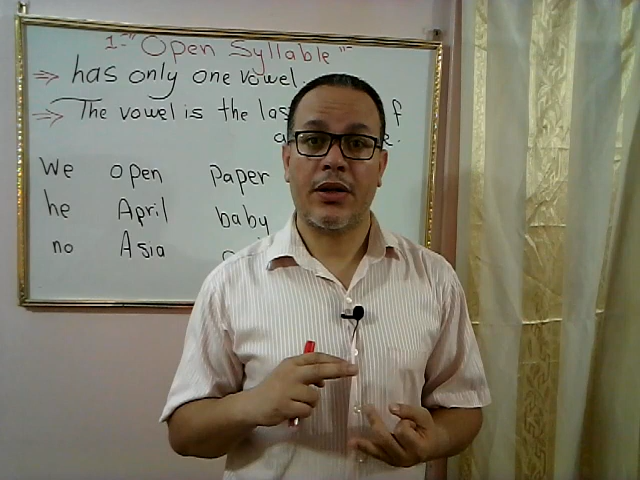 1-"Open Syllable"-
⇒ has only one vowel.
⇒ The vowel is the
We open paper
he April baby
no Asia